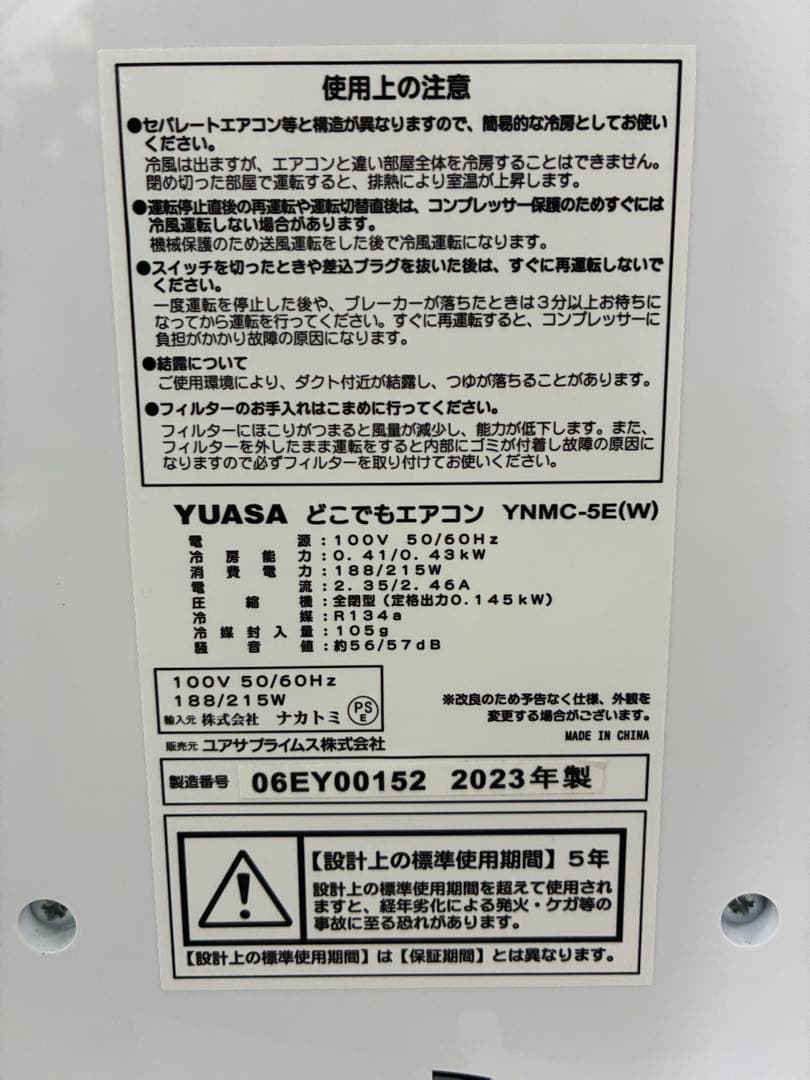 使用上の注意
●セパレートエアコン等と構造が異なりますので、簡易的な冷房としてお使い
ください。
冷風は出ますが、エアコンと違い部屋全体を冷房することはできません。
閉め切った部屋で運転すると、排熱により室温が上昇します。
●運転停止直後の再運転や運転切替直後は、コンプレッサー保護のためすぐには
冷風運転しない場合があります。
機械保護のため送風運転をした後で冷風運転になります。
●スイッチを切ったときや差込プラグを抜いた後は、すぐに再運転しないで
ください。
一度運転を停止した後や、ブレーカーが落ちたときは3分以上お待ちに
なってから運転を行ってください。すぐに再運転すると、コンプレッサーに
負担がかかり故障の原因になります。
●結露について
ご使用環境により、ダクト付近が結露し、つゆが落ちることがあります。
●フィルターのお手入れはこまめに行ってください。
フィルターにほこりがつまると風量が減少し、能力が低下します。また、
フィルターを外したまま運転をすると内部にゴミが付着し故障の原因に
なりますので必ずフィルターを取り付けてお使いください。
YUASA どこでもエアコン YNMC-5E(W)
電源:100V 50/60Hz
冷房能力:0.41/0.43kW
消費電力:188/215W
電流:2.35/2.46A
圧縮機:全閉型(定格出力0.145kW)
冷媒:R134a
冷媒封入量:105g
騒音値:約56/57dB
100V 50/60Hz
188/215W
輸入元 株式会社 ナカトミ
PS
E
※改良のため予告なく仕様、外観を
変更する場合がございます。
MADE IN CHINA
販売元 ユアサプライムス株式会社
製造番号 06EY00152 2023年製
【設計上の標準使用期間】5年
設計上の標準使用期間を超えて使用され
ますと、経年劣化による発火・ケガ等の
事故に至る恐れがあります。
【設計上の標準使用期間】は【保証期間】とは異なります。